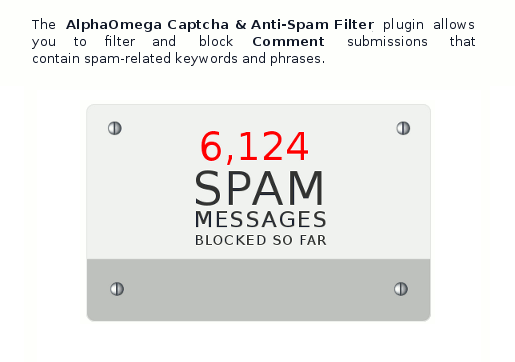 The AlphaOmega Captcha & Anti-Spam Filter plugin allows
you to filter and block Comment submissions that
contain spam-related keywords and phrases.
6,124
SPAM
MESSAGES
BLOCKED SO FAR